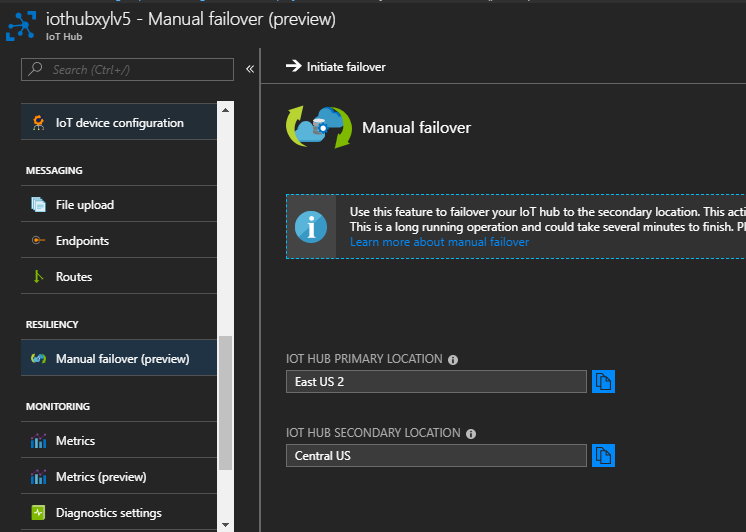 iothubxylv5 - Manual failover (preview)
IoT Hub
Search (Ctrl+/)
«
Initiate failover
IoT device configuration
MESSAGING
File upload
Endpoints
Routes
RESILIENCY
Manual failover (preview)
MONITORING
Metrics
Metrics (preview)
Diagnostics settings
Manual failover
Use this feature to failover your IoT hub to the secondary location. This acti
This is a long running operation and could take several minutes to finish. Pl
Learn more about manual failover
IOT HUB PRIMARY LOCATION
East US 2
IOT HUB SECONDARY LOCATION
Central US